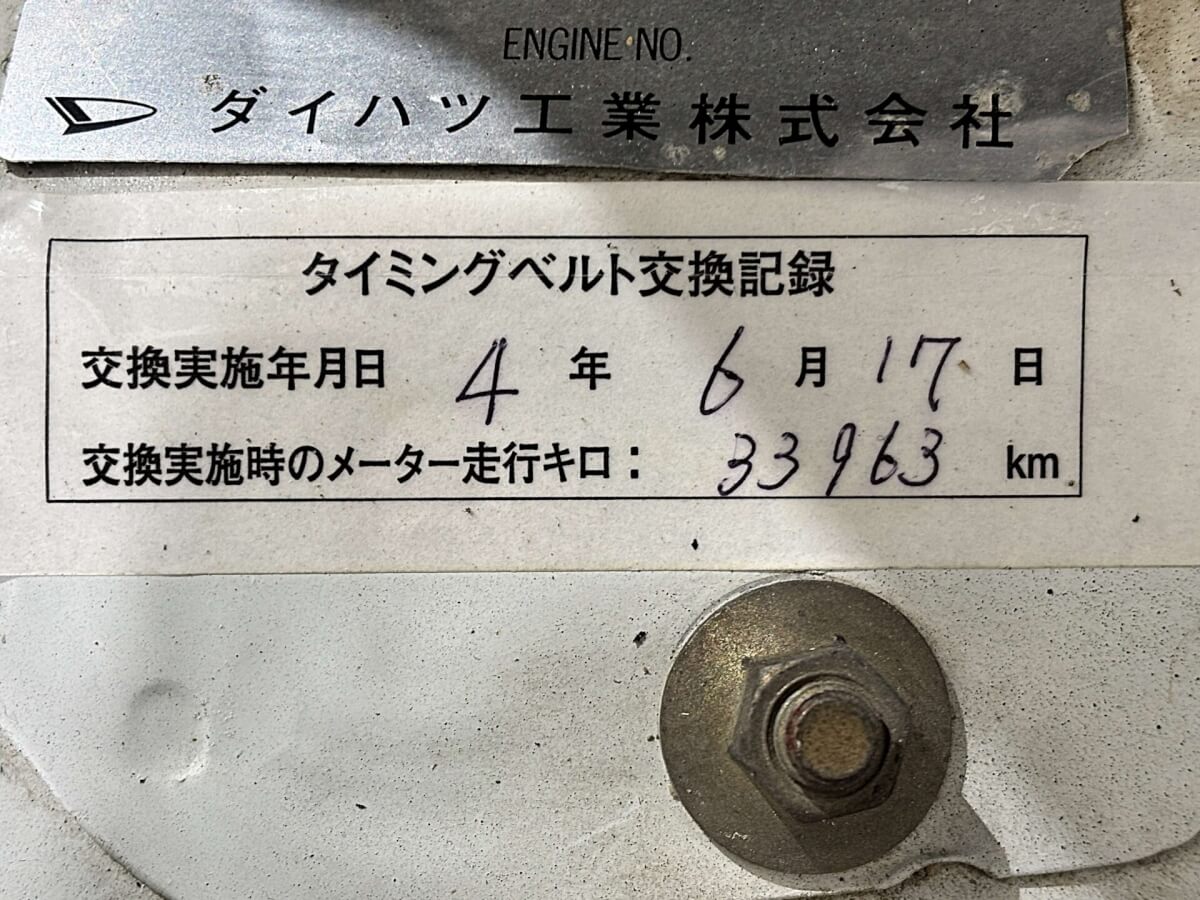 ENGINE NO.
ダイハツ工業株式会社
タイミングベルト交換記録
交換実施年月日 4 年 6 月 17 日
交換実施時のメーター走行キロ: 33963 km